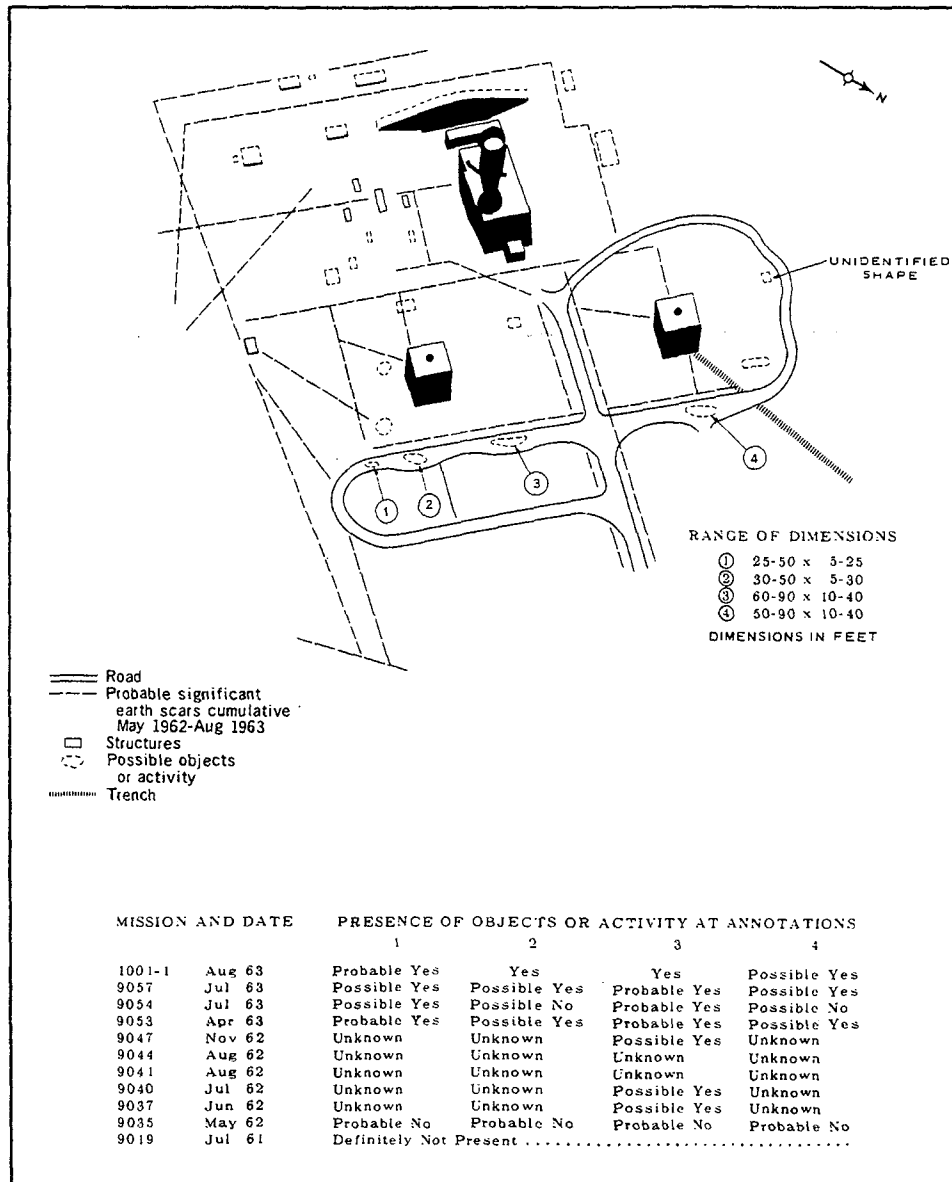 N
UNIDENTIFIED
SHAPE
1
2
3
4
RANGE OF DIMENSIONS
1 25-50 x 5-25
2 30-50 x 5-30
3 60-90 x 10-40
4 50-90 x 10-40
DIMENSIONS IN FEET
Road
Probable significant
earth scars cumulative
May 1962-Aug 1963
Structures
Possible objects
or activity
Trench
MISSION AND DATE PRESENCE OF OBJECTS OR ACTIVITY AT ANNOTATIONS
1 2 3 4
1001-1 Aug 63 Probable Yes Yes Yes Possible Yes
9057 Jul 63 Possible Yes Possible Yes Probable Yes Possible Yes
9054 Jul 63 Possible Yes Possible No Probable Yes Possible No
9053 Apr 63 Probable Yes Possible Yes Probable Yes Possible Yes
9047 Nov 62 Unknown Unknown Possible Yes Unknown
9044 Aug 62 Unknown Unknown Unknown Unknown
9041 Aug 62 Unknown Unknown Unknown Unknown
9040 Jul 62 Unknown Unknown Possible Yes Unknown
9037 Jun 62 Unknown Unknown Possible Yes Unknown
9035 May 62 Probable No Probable No Probable No Probable No
9019 Jul 61 Definitely Not Present ....................................